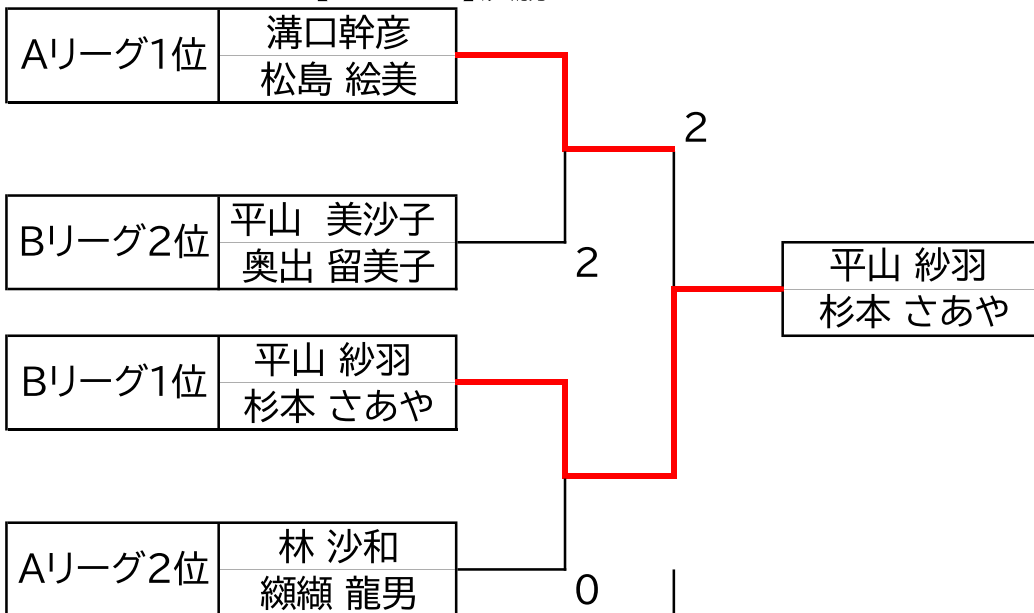 Aリーグ1位
溝口幹彦
松島 絵美
2
Bリーグ2位
平山 美沙子
奥出 留美子
2
平山 紗羽
杉本 さあや
Bリーグ1位
平山 紗羽
杉本 さあや
Aリーグ2位
林 沙和
纐纈 龍男
0